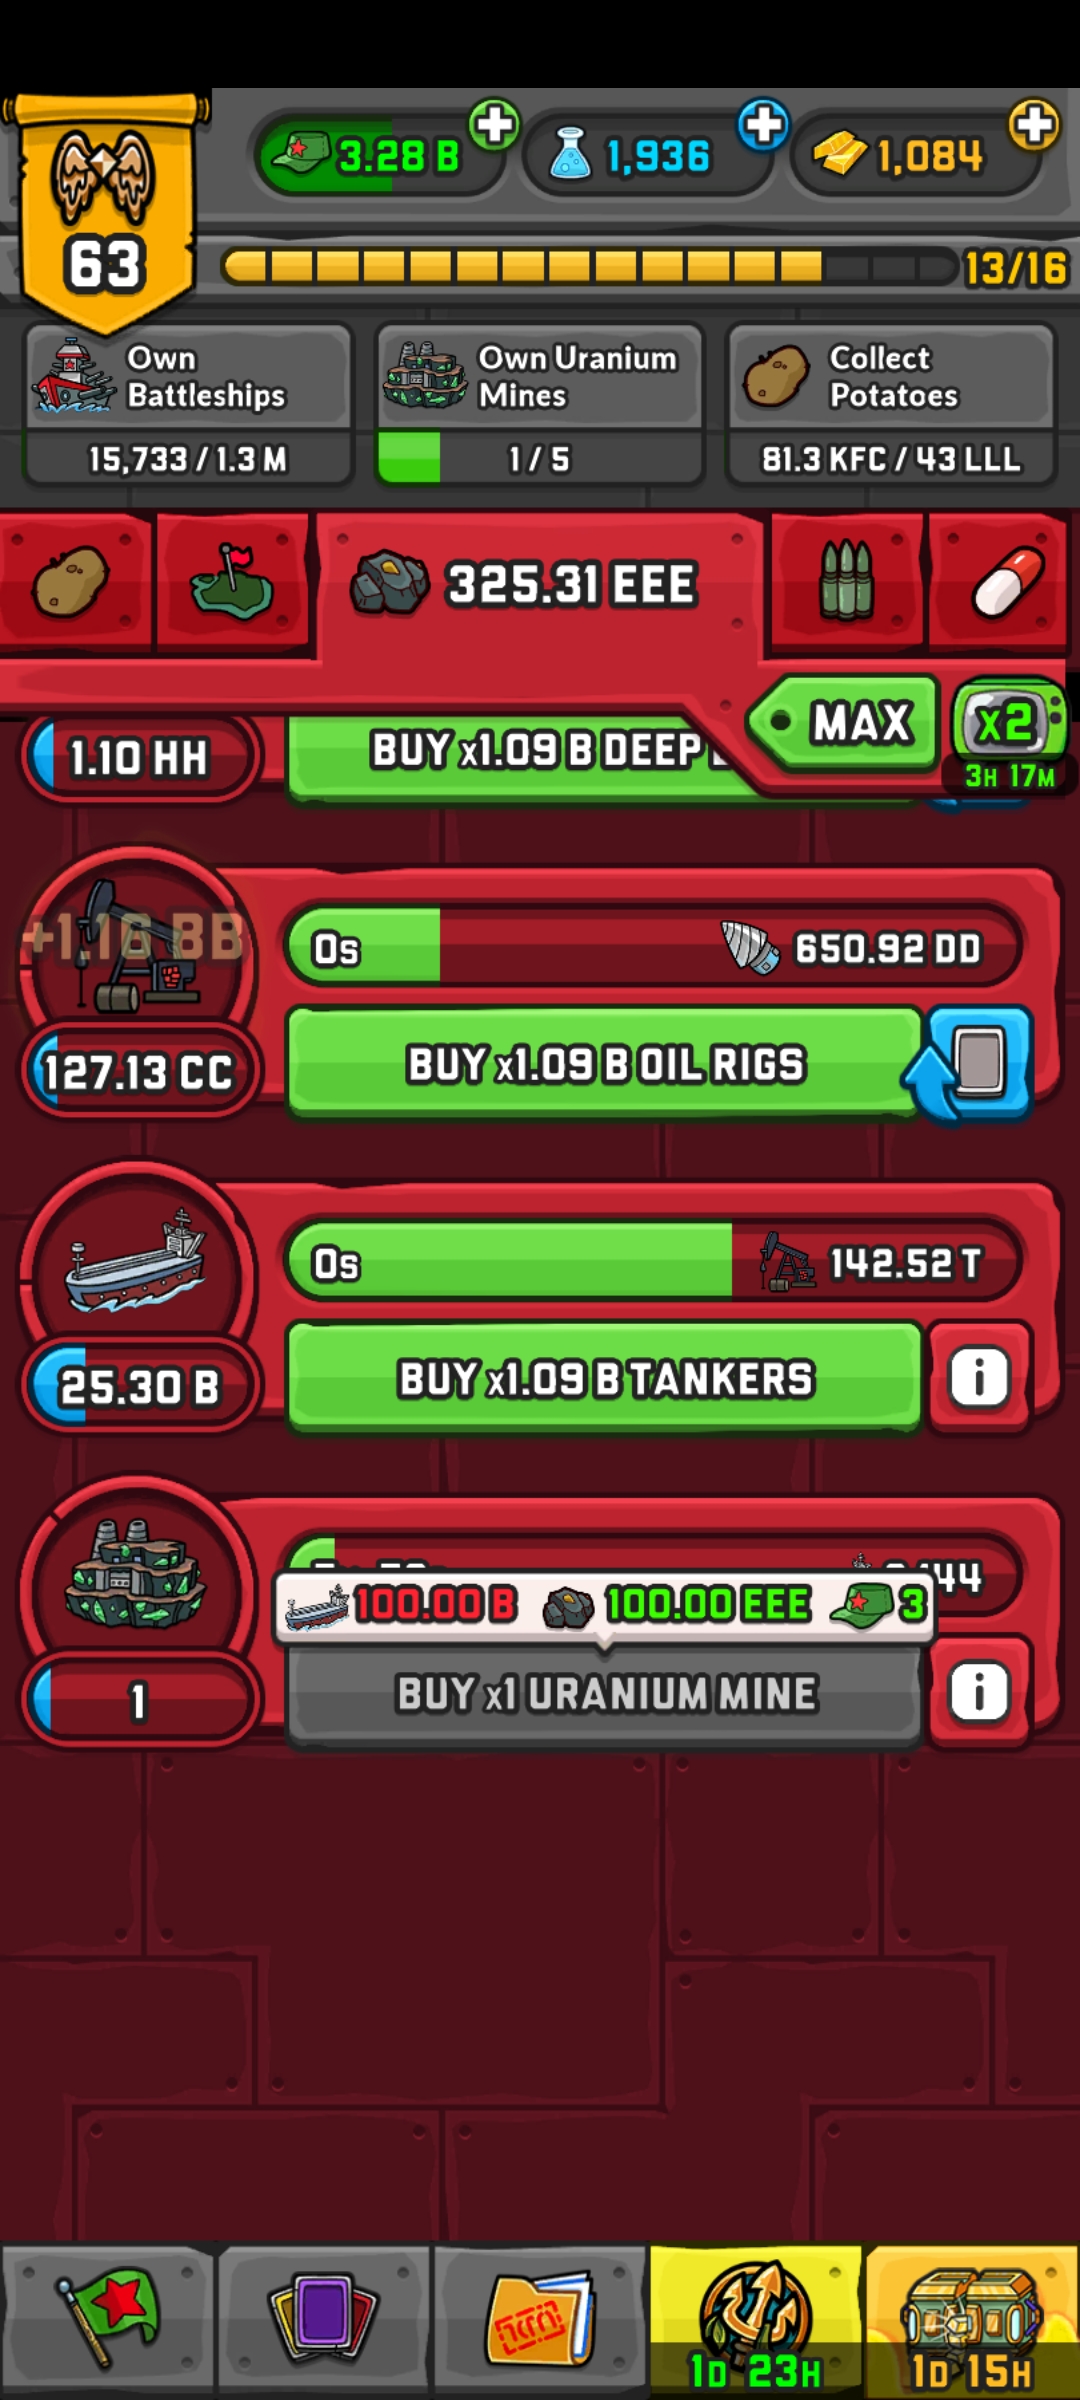 3.28 B
1,936
1,084
63
13/16
Own Battleships
15,733 / 1.3 M
Own Uranium Mines
1 / 5
Collect Potatoes
81.3 KFC / 43 LLL
325.31 EEE
MAX
x2
3H 17M
1.10 HH
BUY x1.09 B DEEP
+1.16 BB
0s
650.92 DD
127.13 CC
BUY x1.09 B OIL RIGS
0s
142.52 T
25.30 B
BUY x1.09 B TANKERS
i
44
100.00 B
100.00 EEE
3
1
BUY x1 URANIUM MINE
i
1D 23H
1D 15H